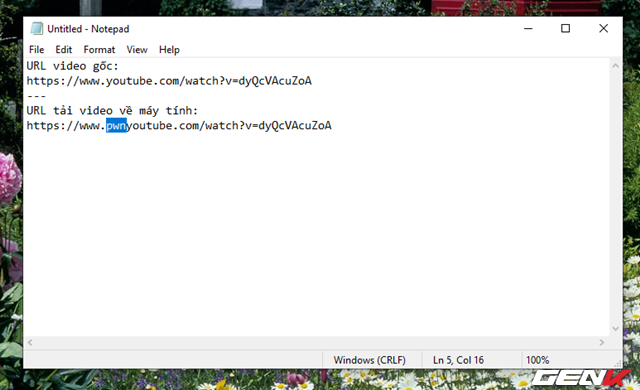 Untitled - Notepad
File Edit Format View Help
URL video gốc:
https://www.youtube.com/watch?v=dyQcVAcuZoA
---
URL tải video về máy tính:
https://www.pwnyoutube.com/watch?v=dyQcVAcuZoA
Windows (CRLF) Ln 5, Col 16 100%
GENK